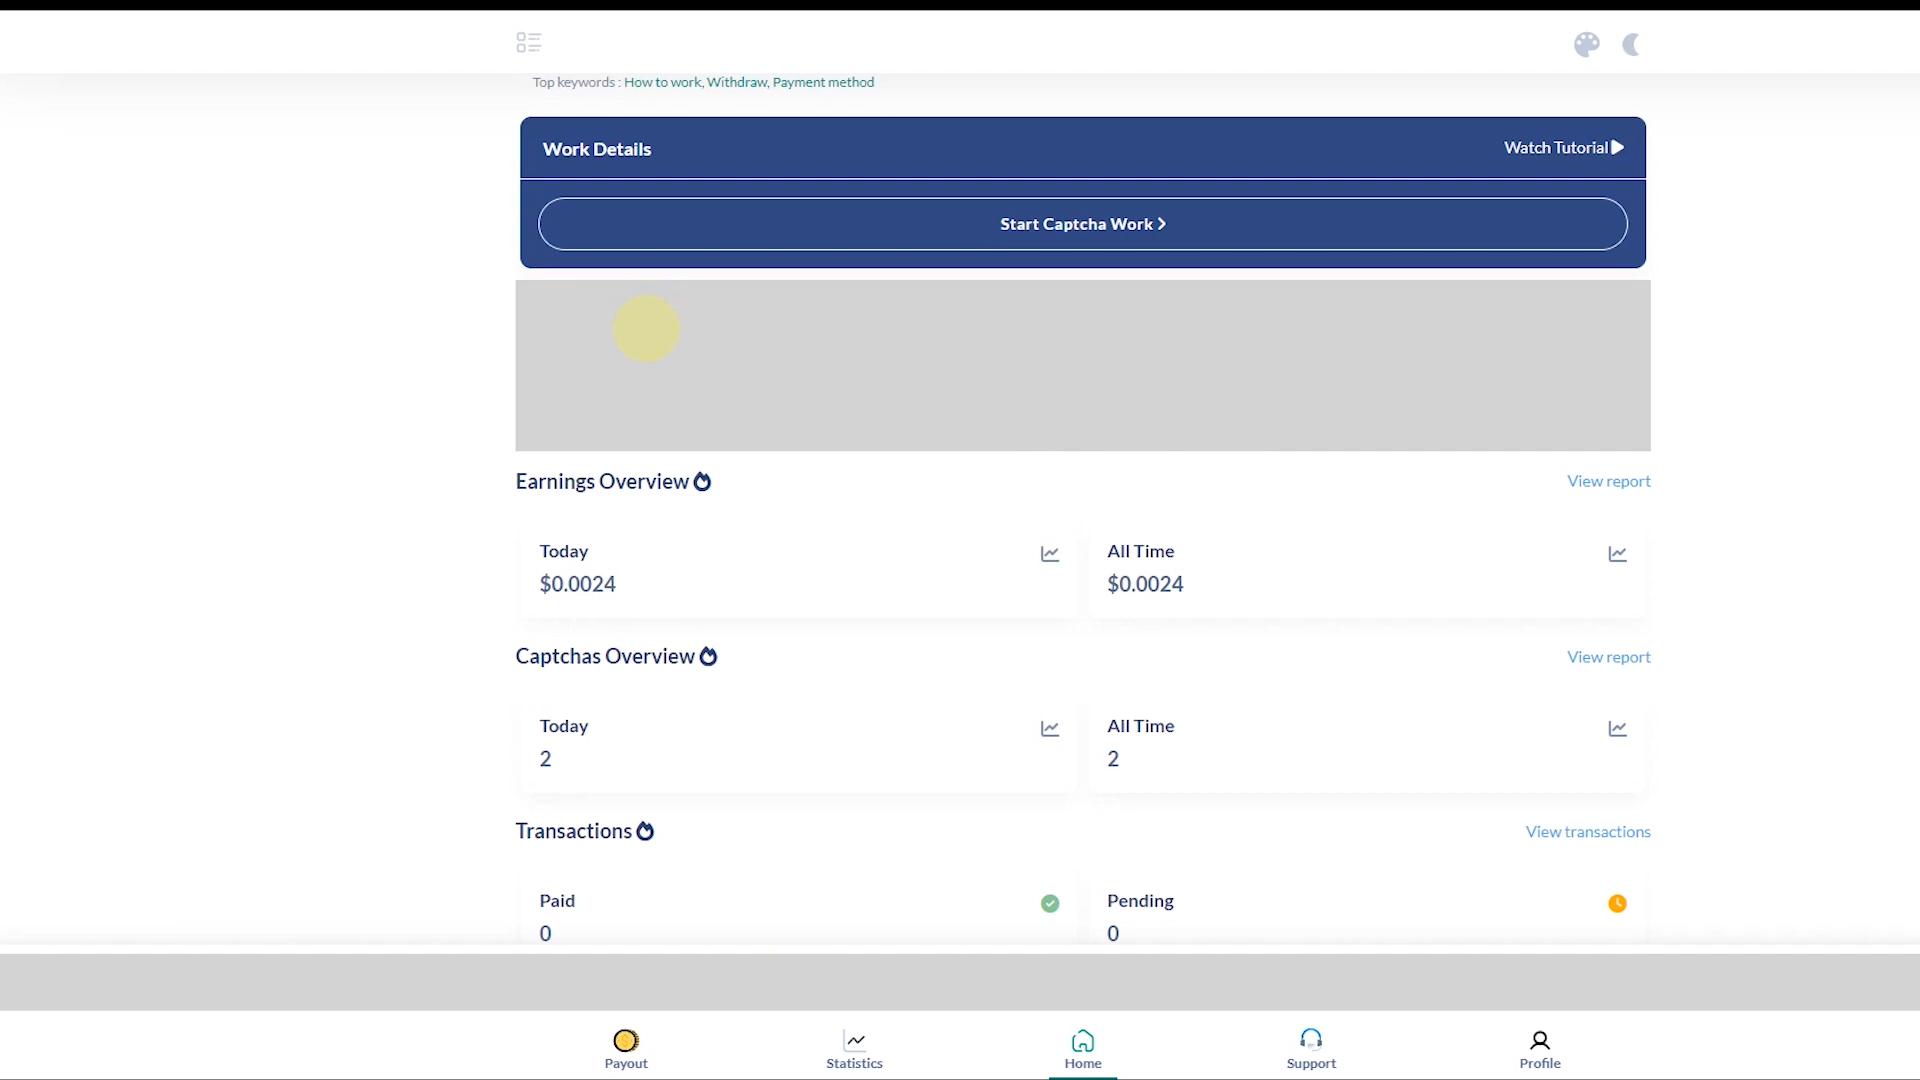 Top keywords : How to work, Withdraw, Payment method
Work Details
Watch Tutorial
Start Captcha Work
Earnings Overview
View report
Today
$0.0024
All Time
$0.0024
Captchas Overview
View report
Today
2
All Time
2
Transactions
View transactions
Paid
0
Pending
0
Payout
Statistics
Home
Support
Profile